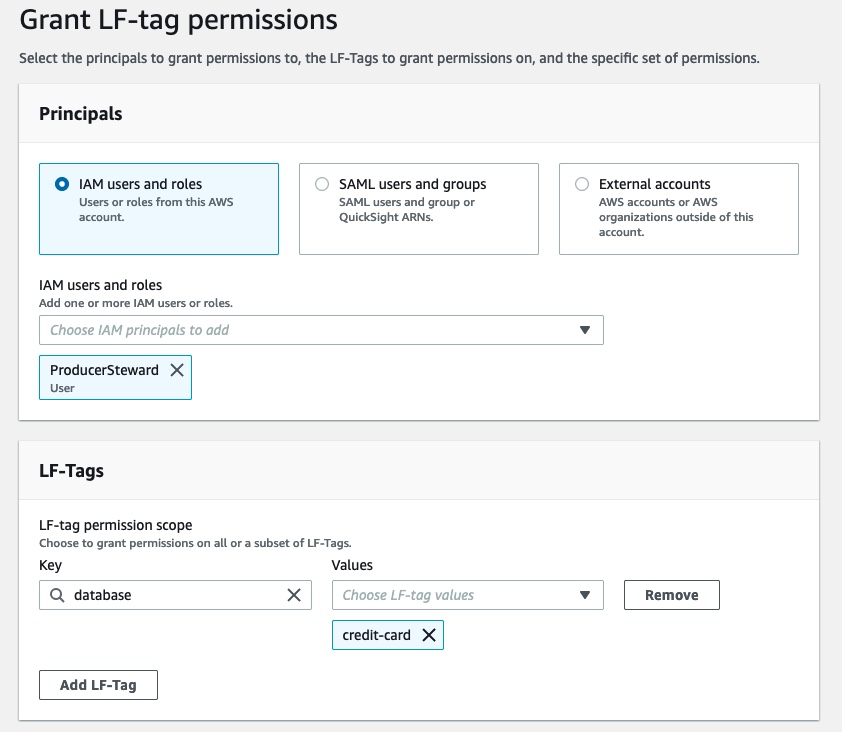 Grant LF-tag permissions
Select the principals to grant permissions to, the LF-Tags to grant permissions on, and the specific set of permissions.
Principals
IAM users and roles
Users or roles from this AWS
account.
SAML users and groups
SAML users and group or
QuickSight ARNs.
External accounts
AWS accounts or AWS
organizations outside of this
account.
IAM users and roles
Add one or more IAM users or roles.
Choose IAM principals to add
ProducerSteward
User
LF-Tags
LF-tag permission scope
Choose to grant permissions on all or a subset of LF-Tags.
Key
Values
database
Choose LF-tag values
Remove
credit-card
Add LF-Tag